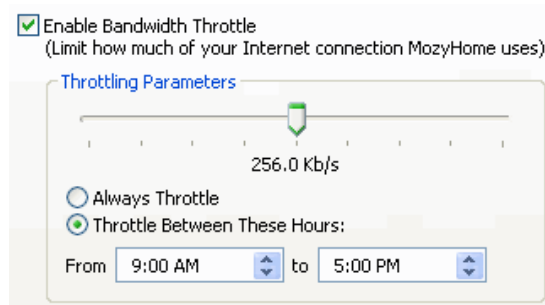 Enable Bandwidth Throttle
(Limit how much of your Internet connection MozyHome uses)
Throttling Parameters
256.0 Kb/s
Always Throttle
Throttle Between These Hours:
From 9:00 AM to 5:00 PM